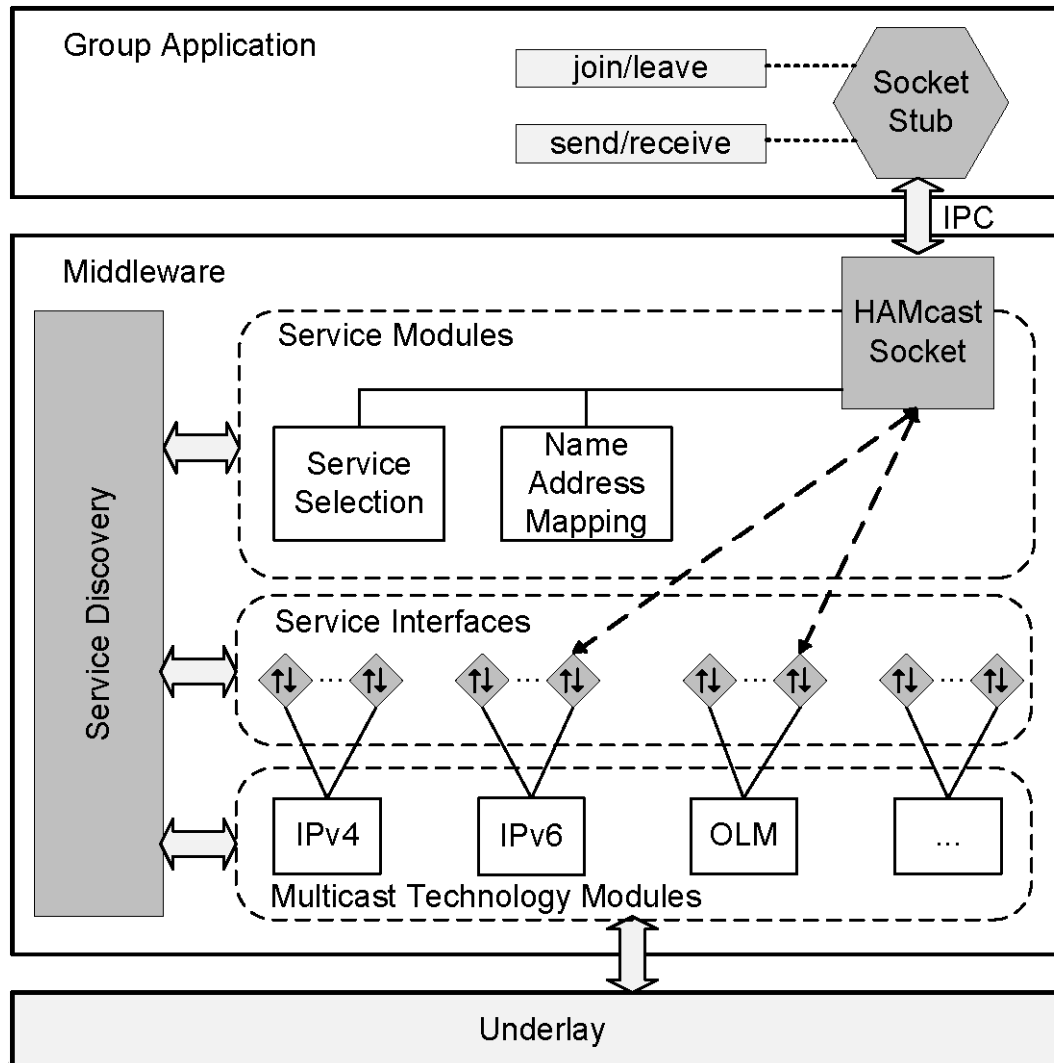 Group Application
join/leave
send/receive
Socket
Stub
IPC
Middleware
HAMcast
Socket
Service Modules
Service
Selection
Name
Address
Mapping
Service Discovery
Service Interfaces
↑↓ ... ↑↓ ↑↓ ... ↑↓ ↑↓ ... ↑↓ ↑↓ ... ↑↓
IPv4
IPv6
OLM
...
Multicast Technology Modules
Underlay